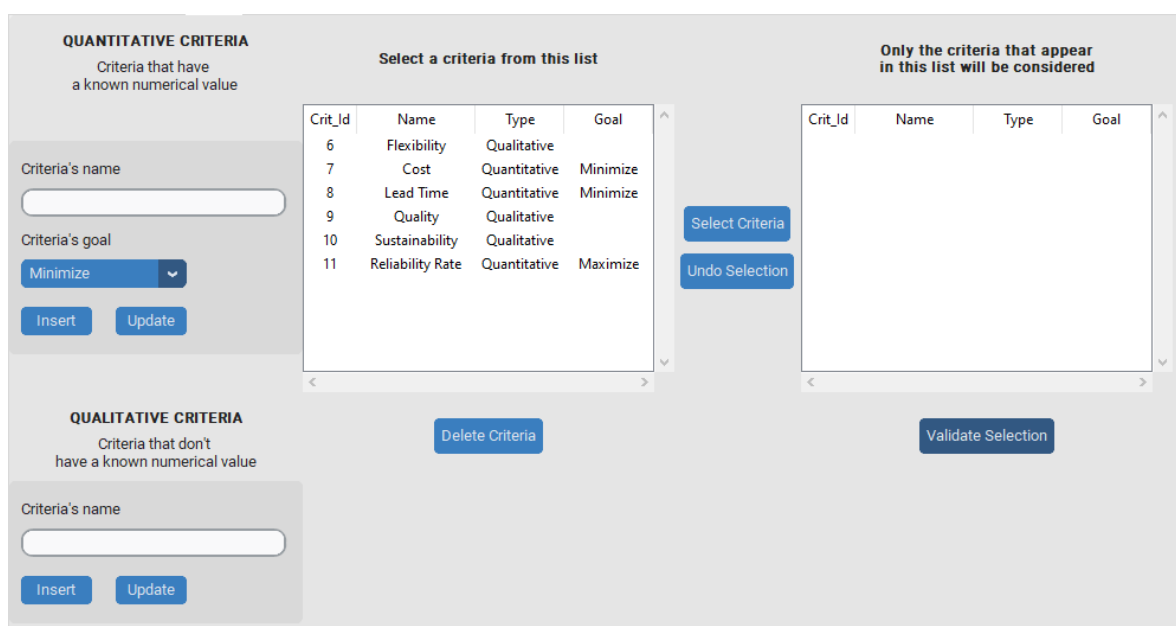 QUANTITATIVE CRITERIA
Criteria that have
a known numerical value
Criteria's name
Criteria's goal
Minimize
Insert Update
QUALITATIVE CRITERIA
Criteria that don't
have a known numerical value
Criteria's name
Insert Update
Select a criteria from this list
Crit_Id Name Type Goal
6 Flexibility Qualitative
7 Cost Quantitative Minimize
8 Lead Time Quantitative Minimize
9 Quality Qualitative
10 Sustainability Qualitative
11 Reliability Rate Quantitative Maximize
Delete Criteria
Select Criteria
Undo Selection
Only the criteria that appear
in this list will be considered
Crit_Id Name Type Goal
Validate Selection